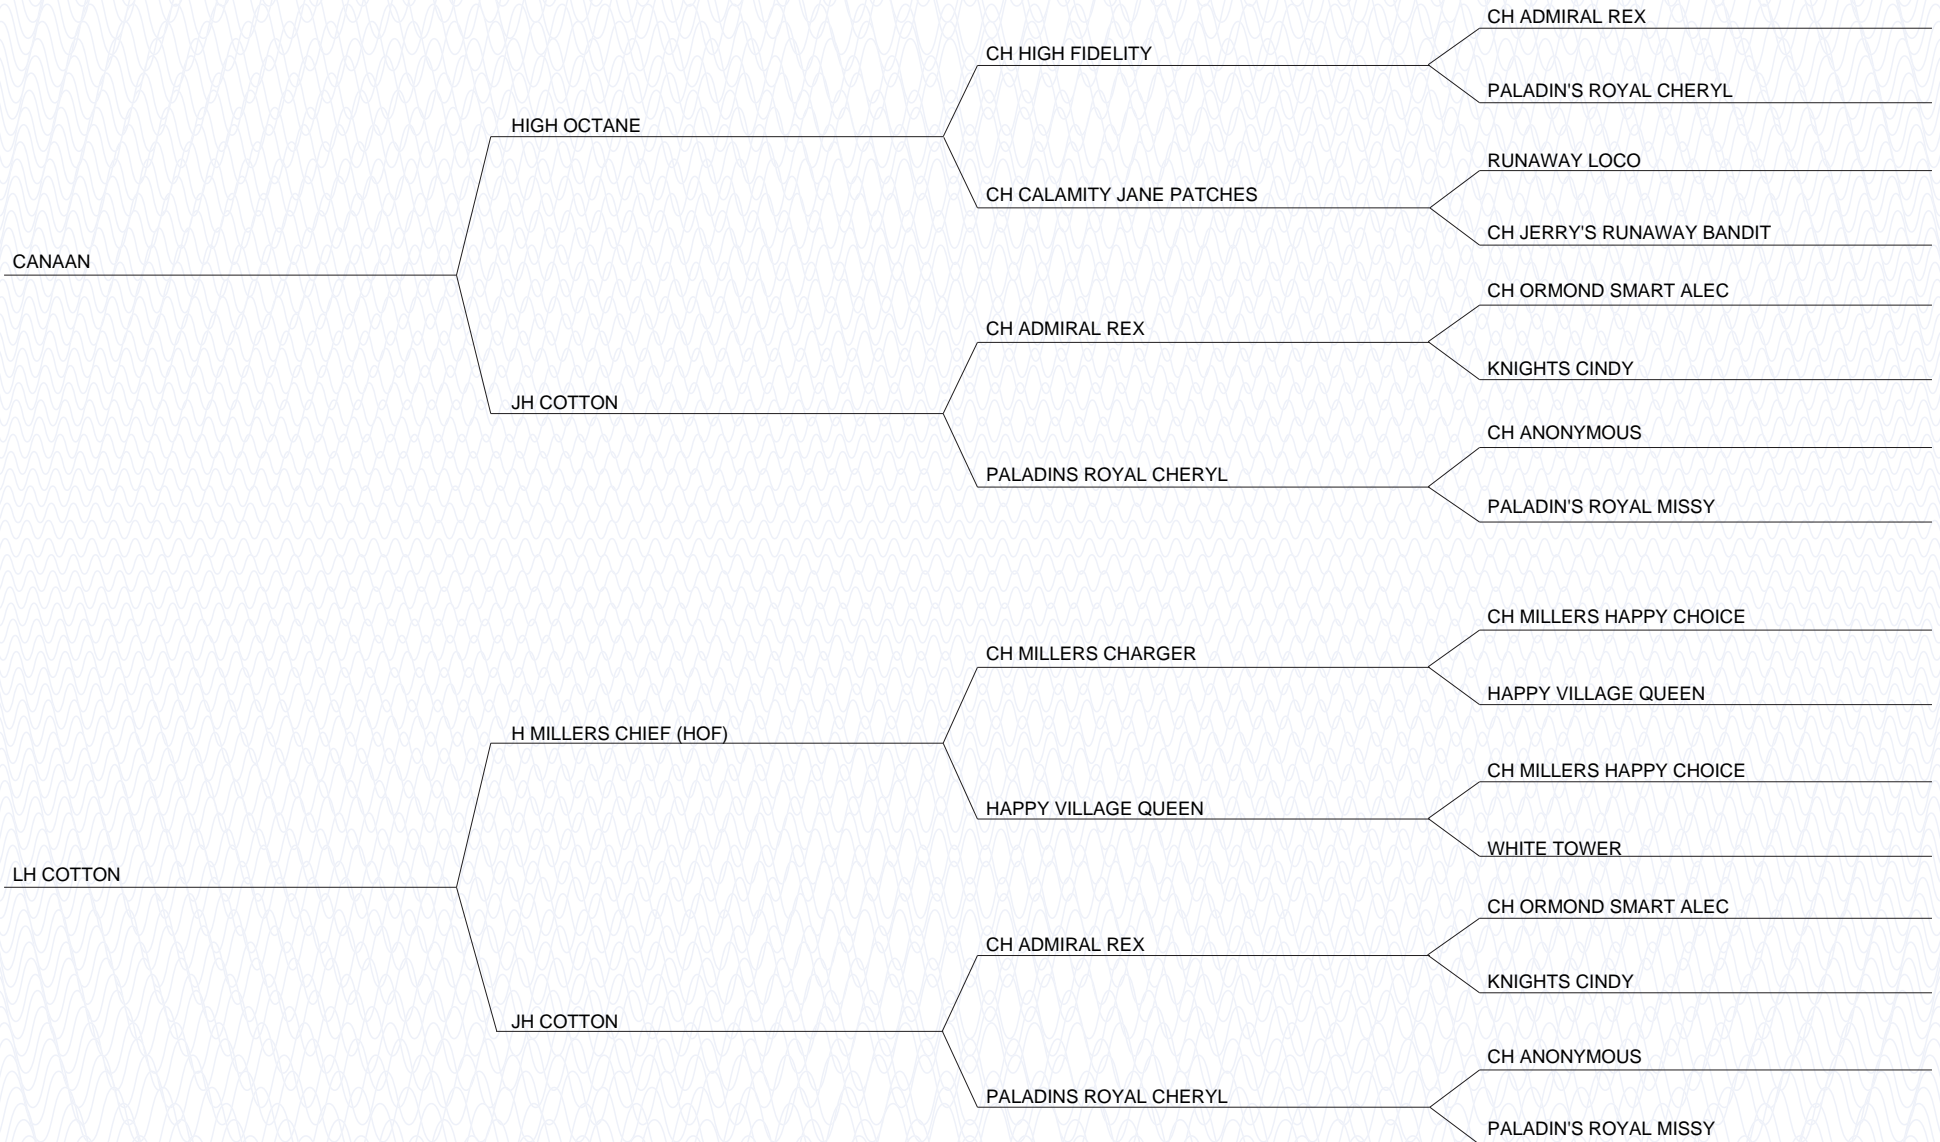 CH ADMIRAL REX
CH HIGH FIDELITY
PALADIN'S ROYAL CHERYL
HIGH OCTANE
RUNAWAY LOCO
CH CALAMITY JANE PATCHES
CH JERRY'S RUNAWAY BANDIT
CANAAN
CH ORMOND SMART ALEC
CH ADMIRAL REX
KNIGHTS CINDY
JH COTTON
CH ANONYMOUS
PALADINS ROYAL CHERYL
PALADIN'S ROYAL MISSY
CH MILLERS HAPPY CHOICE
CH MILLERS CHARGER
HAPPY VILLAGE QUEEN
H MILLERS CHIEF (HOF)
CH MILLERS HAPPY CHOICE
HAPPY VILLAGE QUEEN
WHITE TOWER
LH COTTON
CH ORMOND SMART ALEC
CH ADMIRAL REX
KNIGHTS CINDY
JH COTTON
CH ANONYMOUS
PALADINS ROYAL CHERYL
PALADIN'S ROYAL MISSY